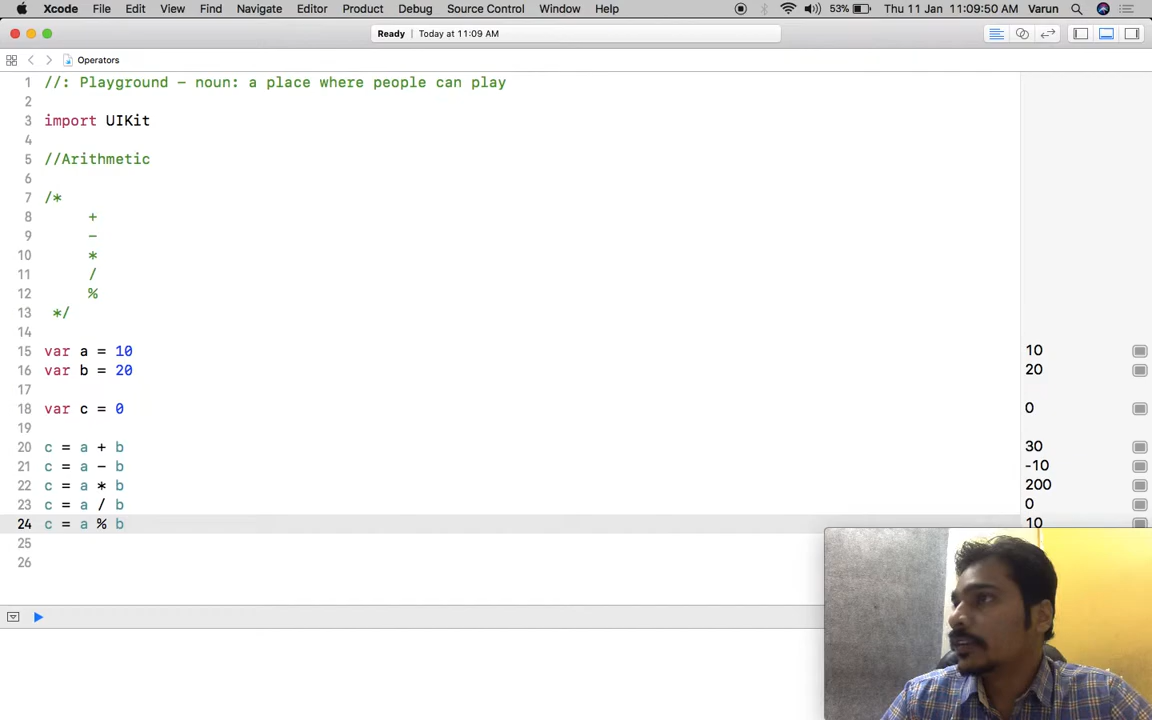 Xcode File Edit View Find Navigate Editor Product Debug Source Control Window Help 53% Thu 11 Jan 11:09:50 AM Varun
Ready | Today at 11:09 AM
Operators
1 //: Playground - noun: a place where people can play
2
3 import UIKit
4
5 //Arithmetic
6
7 /*
8 +
9 -
10 *
11 /
12 %
13 */
14
15 var a = 10 10
16 var b = 20 20
17
18 var c = 0 0
19
20 c = a + b 30
21 c = a - b -10
22 c = a * b 200
23 c = a / b 0
24 c = a % b 10
25
26